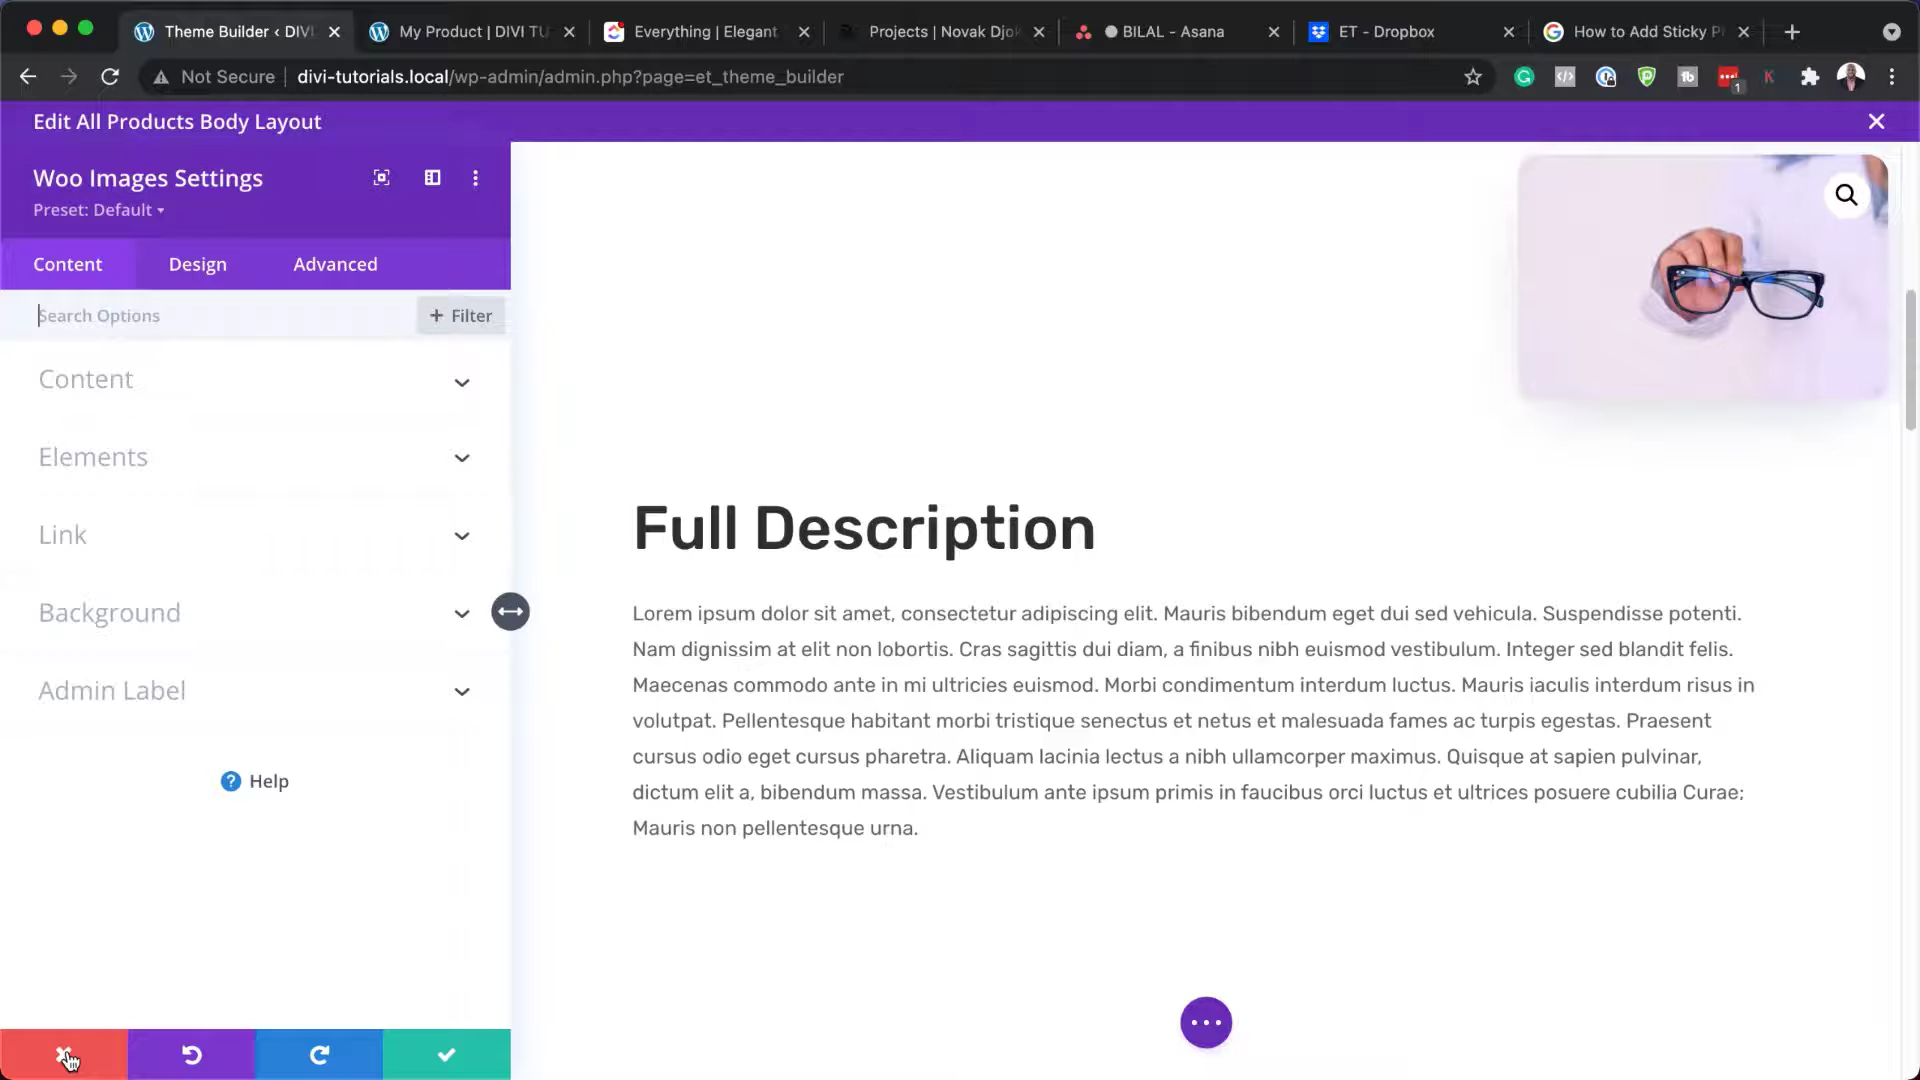 Theme Builder ‹ DIVI
My Product | DIVI TU
Everything | Elegant
Projects | Novak Djok
BILAL - Asana
ET - Dropbox
How to Add Sticky P
Not Secure
divi-tutorials.local/wp-admin/admin.php?page=et_theme_builder
1
Edit All Products Body Layout
Woo Images Settings
Preset: Default
Content
Design
Advanced
Search Options
+ Filter
Content
Elements
Link
Background
Admin Label
? Help
Full Description
Lorem ipsum dolor sit amet, consectetur adipiscing elit. Mauris bibendum eget dui sed vehicula. Suspendisse potenti.
Nam dignissim at elit non lobortis. Cras sagittis dui diam, a finibus nibh euismod vestibulum. Integer sed blandit felis.
Maecenas commodo ante in mi ultricies euismod. Morbi condimentum interdum luctus. Mauris iaculis interdum risus in
volutpat. Pellentesque habitant morbi tristique senectus et netus et malesuada fames ac turpis egestas. Praesent
cursus odio eget cursus pharetra. Aliquam lacinia lectus a nibh ullamcorper maximus. Quisque at sapien pulvinar,
dictum elit a, bibendum massa. Vestibulum ante ipsum primis in faucibus orci luctus et ultrices posuere cubilia Curae;
Mauris non pellentesque urna.